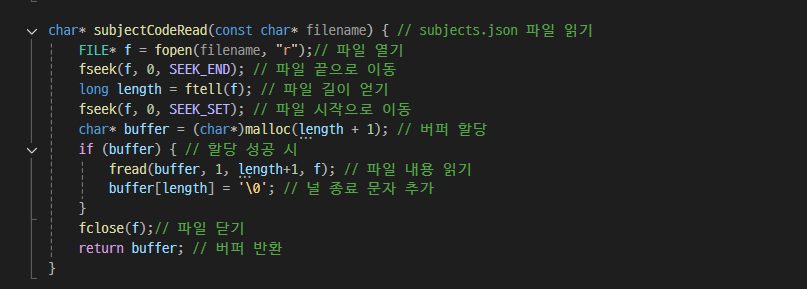 char* subjectCodeRead(const char* filename) { // subjects.json 파일 읽기
    FILE* f = fopen(filename, "r");// 파일 열기
    fseek(f, 0, SEEK_END); // 파일 끝으로 이동
    long length = ftell(f); // 파일 길이 얻기
    fseek(f, 0, SEEK_SET); // 파일 시작으로 이동
    char* buffer = (char*)malloc(length + 1); // 버퍼 할당
    if (buffer) { // 할당 성공 시
        fread(buffer, 1, length+1, f); // 파일 내용 읽기
        buffer[length] = '\0'; // 널 종료 문자 추가
    }
    fclose(f);// 파일 닫기
    return buffer; // 버퍼 반환
}